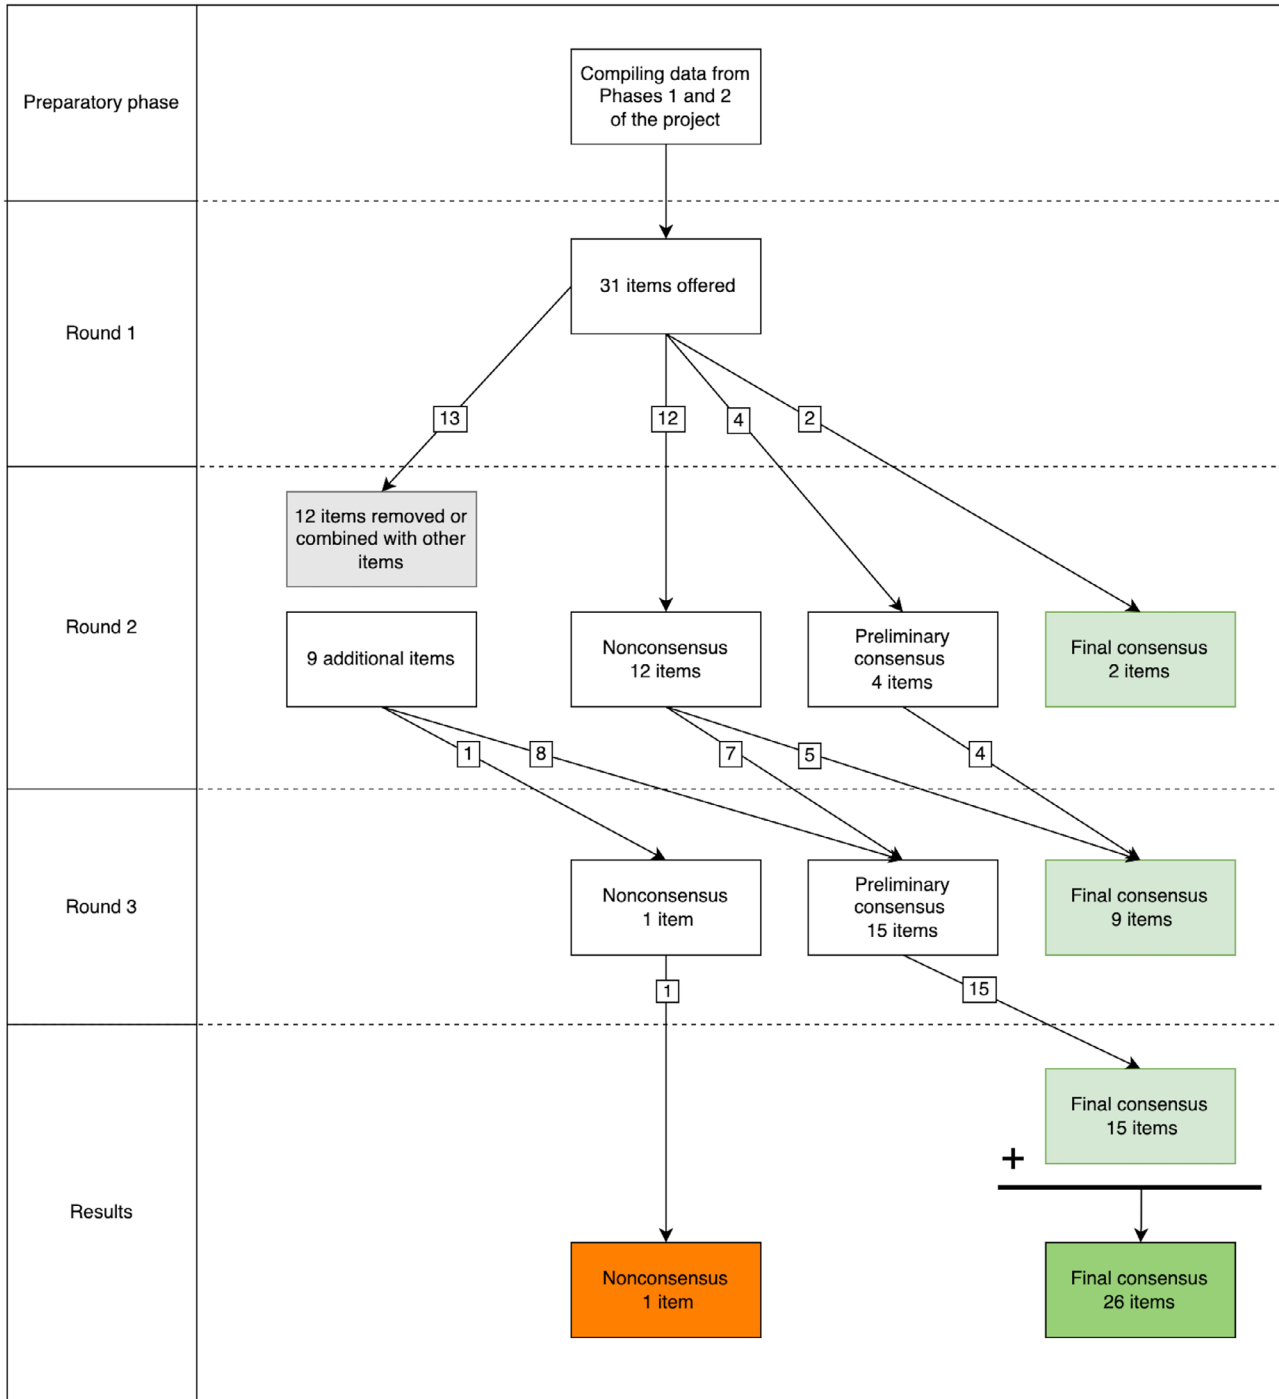 Preparatory phase
Compiling data from
Phases 1 and 2
of the project
Round 1
31 items offered
13
12
4
2
Round 2
12 items removed or
combined with other
items
9 additional items
Nonconsensus
12 items
Preliminary
consensus
4 items
Final consensus
2 items
1
8
7
5
4
Round 3
Nonconsensus
1 item
Preliminary
consensus
15 items
Final consensus
9 items
1
15
Results
Final consensus
15 items
+
Nonconsensus
1 item
Final consensus
26 items